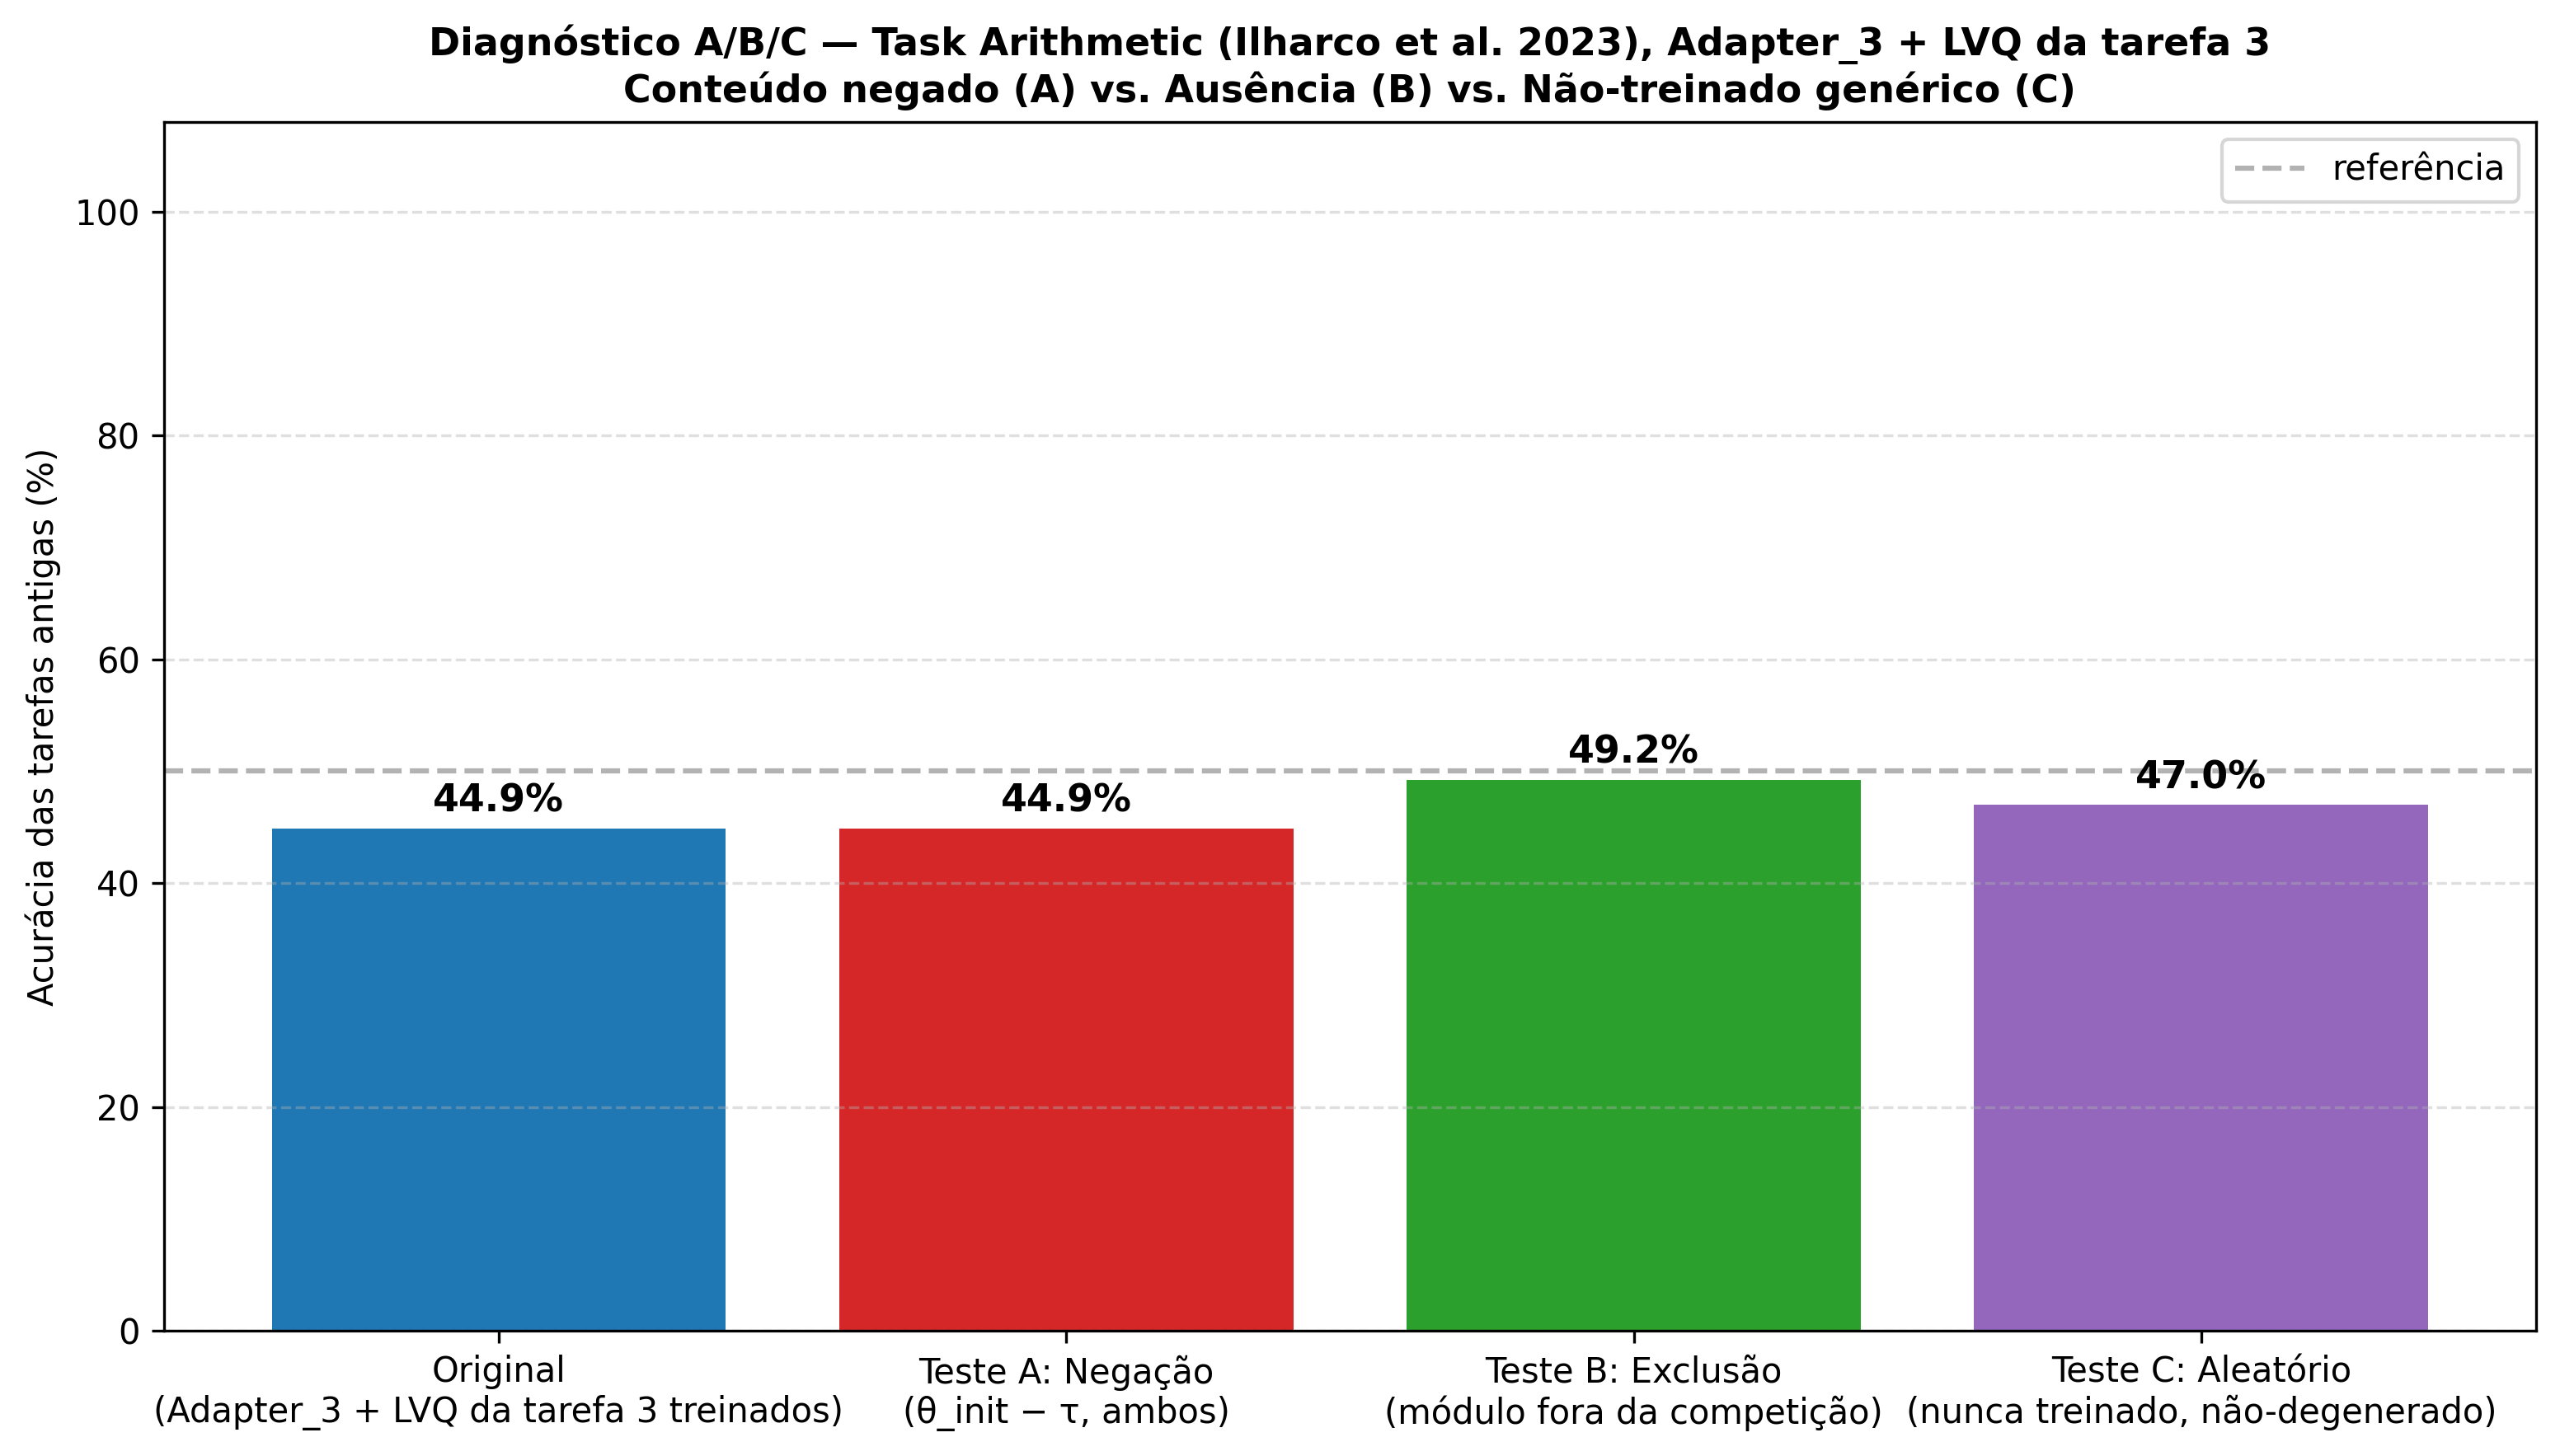 Diagnóstico A/B/C — Task Arithmetic (Ilharco et al. 2023), Adapter_3 + LVQ da tarefa 3
Conteúdo negado (A) vs. Ausência (B) vs. Não-treinado genérico (C)
referência
Acurácia das tarefas antigas (%)
100
80
60
40
20
0
44.9%
44.9%
49.2%
47.0%
Original
(Adapter_3 + LVQ da tarefa 3 treinados)
Teste A: Negação
(θ_init − τ, ambos)
Teste B: Exclusão
(módulo fora da competição)
Teste C: Aleatório
(nunca treinado, não-degenerado)